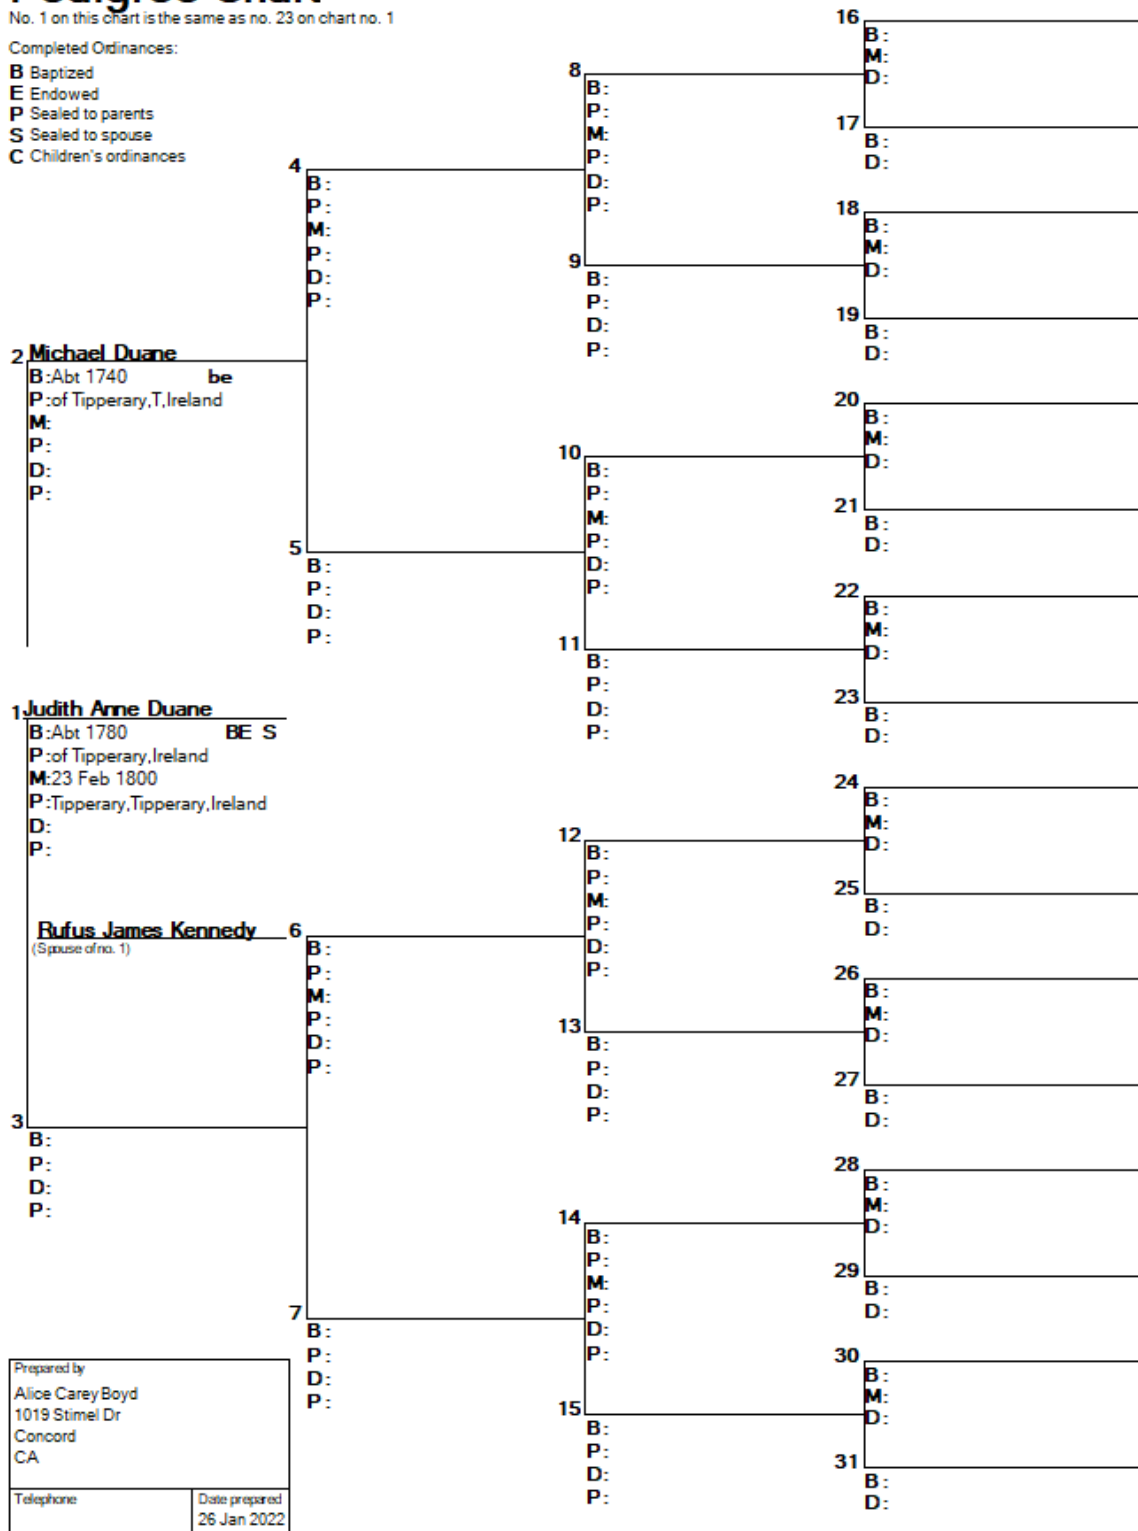 Pedigree Chart
No. 1 on this chart is the same as no. 23 on chart no. 1
Completed Ordinances:
B Baptized
E Endowed
P Sealed to parents
S Sealed to spouse
C Children's ordinances
2 Michael Duane
B:Abt 1740 be
P:of Tipperary,T,Ireland
M:
P:
D:
P:
1 Judith Anne Duane
B:Abt 1780 BE S
P:of Tipperary,Ireland
M:23 Feb 1800
P:Tipperary,Tipperary,Ireland
D:
P:
Rufus James Kennedy
(Spouse of no. 1)
3
B:
P:
D:
P:
4
B:
P:
M:
P:
D:
P:
5
B:
P:
D:
P:
6
B:
P:
M:
P:
D:
P:
7
B:
P:
D:
P:
8
B:
P:
M:
P:
D:
P:
9
B:
P:
D:
P:
10
B:
P:
M:
P:
D:
P:
11
B:
P:
D:
P:
12
B:
P:
M:
P:
D:
P:
13
B:
P:
D:
P:
14
B:
P:
M:
P:
D:
P:
15
B:
P:
D:
P:
16
B:
M:
D:
17
B:
D:
18
B:
M:
D:
19
B:
D:
20
B:
M:
D:
21
B:
D:
22
B:
M:
D:
23
B:
D:
24
B:
M:
D:
25
B:
D:
26
B:
M:
D:
27
B:
D:
28
B:
M:
D:
29
B:
D:
30
B:
M:
D:
31
B:
D:
Prepared by
Alice Carey Boyd
1019 Stimel Dr
Concord
CA
Telephone
Date prepared
26 Jan 2022